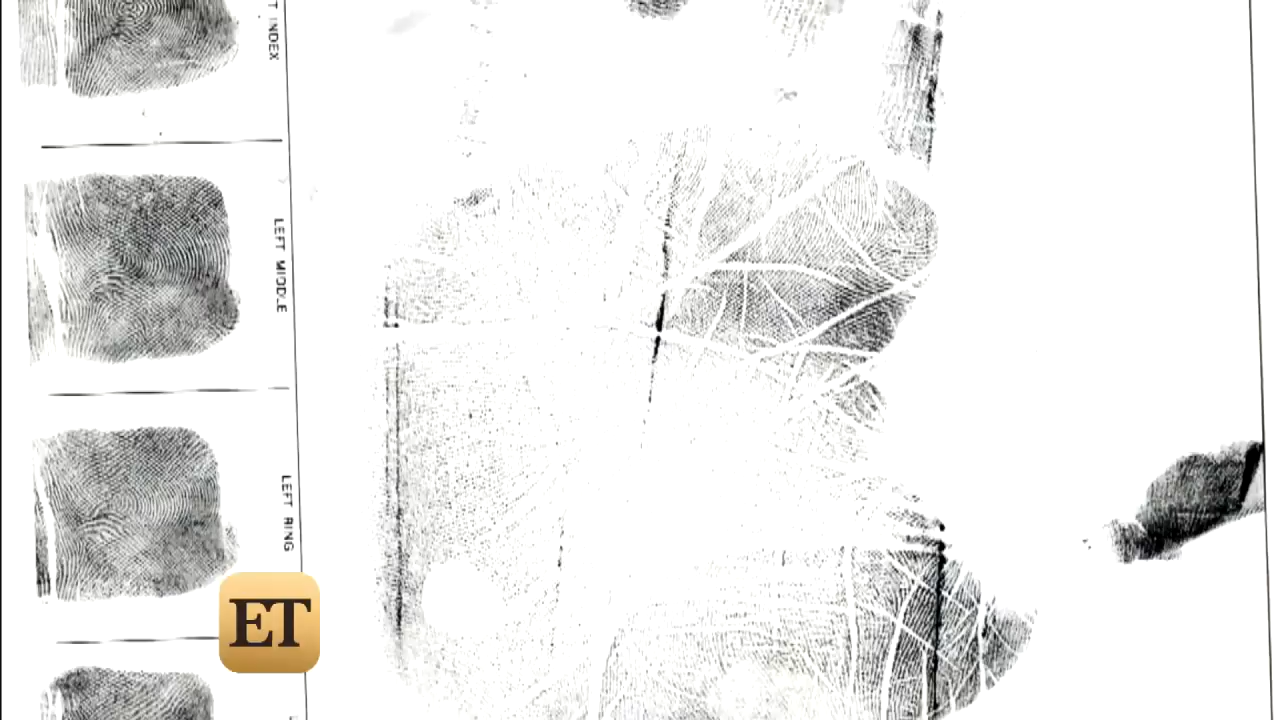 T INDEX
LEFT MIDDLE
LEFT RING
L
ET